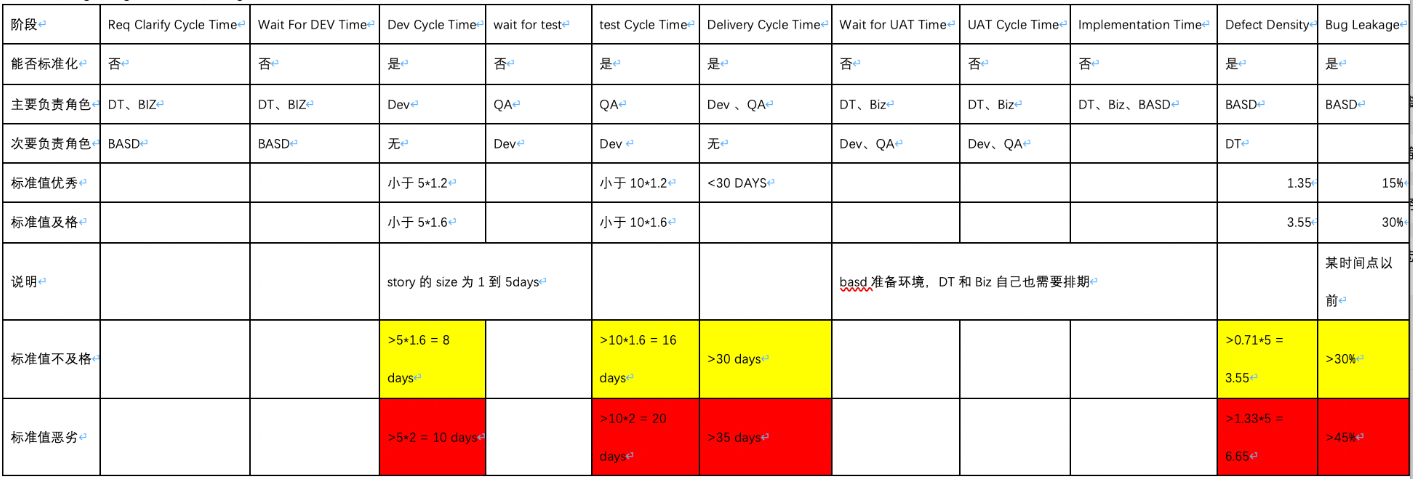 阶段 Req Clarify Cycle Time Wait For DEV Time Dev Cycle Time wait for test test Cycle Time Delivery Cycle Time Wait for UAT Time UAT Cycle Time Implementation Time Defect Density Bug Leakage
能否标准化 否 否 是 否 是 是 否 否 否 是 是
主要负责角色 DT、BIZ DT、BIZ Dev QA QA Dev 、QA DT、Biz DT、Biz DT、Biz、BASD BASD BASD
次要负责角色 BASD BASD 无 Dev Dev 无 Dev、QA Dev、QA DT
标准值优秀 小于 5*1.2 小于 10*1.2 <30 DAYS 1.35 15%
标准值及格 小于 5*1.6 小于 10*1.6 3.55 30%
说明 story 的 size 为 1 到 5days basd 准备环境，DT 和 Biz 自己也需要排期 某时间点以
前
标准值不及格 >5*1.6 = 8 >10*1.6 = 16 >30 days >0.71*5 = >30%
days days 3.55
标准值恶劣 >5*2 = 10 days >10*2 = 20 >35 days >1.33*5 = >45%
days 6.65